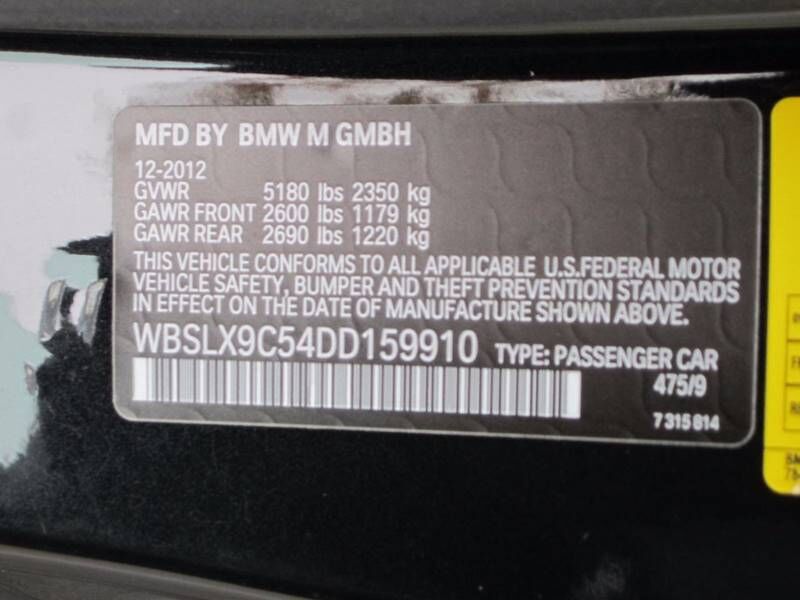 MFD BY BMW M GMBH
12-2012
GVWR 5180 lbs 2350 kg
GAWR FRONT 2600 lbs 1179 kg
GAWR REAR 2690 lbs 1220 kg
THIS VEHICLE CONFORMS TO ALL APPLICABLE U.S.FEDERAL MOTOR
VEHICLE SAFETY, BUMPER AND THEFT PREVENTION STANDARDS
IN EFFECT ON THE DATE OF MANUFACTURE SHOWN ABOVE.
WBSLX9C54DD159910 TYPE: PASSENGER CAR
475/9
7 315 814